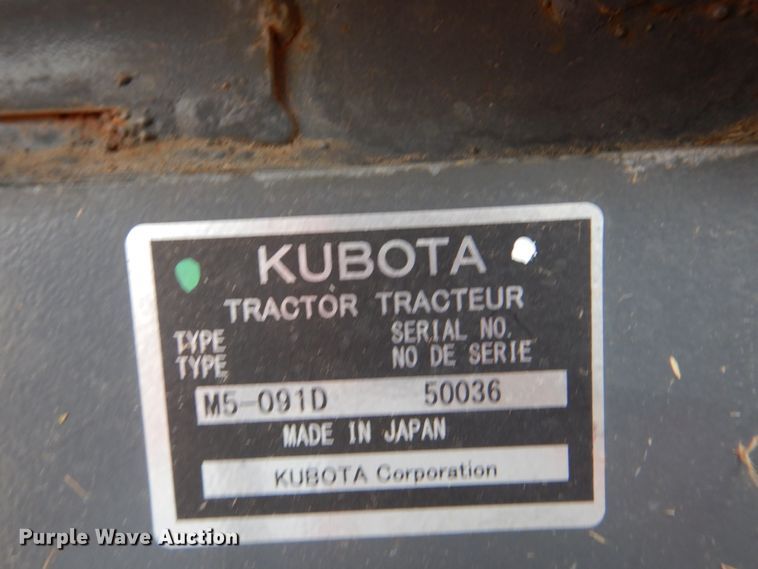 KUBOTA
TRACTOR TRACTEUR
TYPE SERIAL NO.
TYPE NO DE SERIE
M5-091D 50036
MADE IN JAPAN
KUBOTA Corporation
Purple Wave Auction